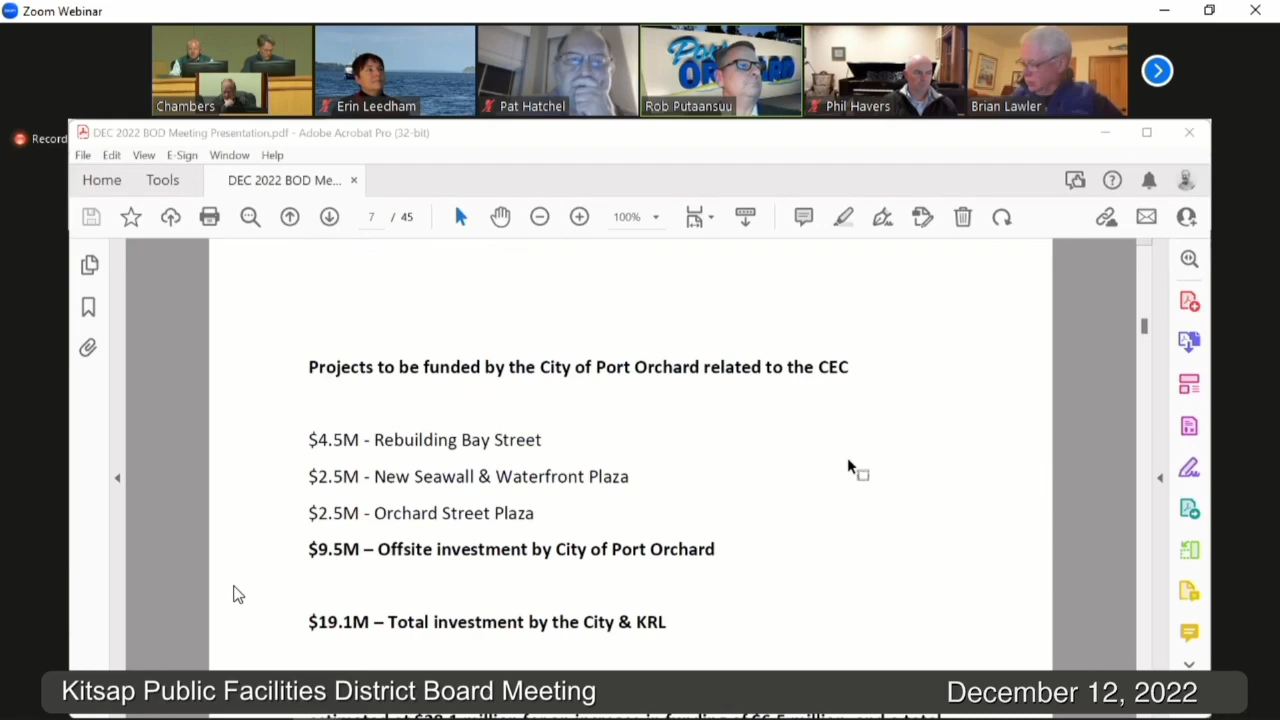 Zoom Webinar
Chambers
Erin Leedham
Pat Hatchel
Port
ORCHARD
Rob Putaansuu
Phil Havers
Brian Lawler
Record
DEC 2022 BOD Meeting Presentation.pdf - Adobe Acrobat Pro (32-bit)
File Edit View E-Sign Window Help
Home Tools DEC 2022 BOD Me... ×
7 / 45 100%
Projects to be funded by the City of Port Orchard related to the CEC
$4.5M - Rebuilding Bay Street
$2.5M - New Seawall & Waterfront Plaza
$2.5M - Orchard Street Plaza
$9.5M – Offsite investment by City of Port Orchard
$19.1M – Total investment by the City & KRL
Kitsap Public Facilities District Board Meeting December 12, 2022